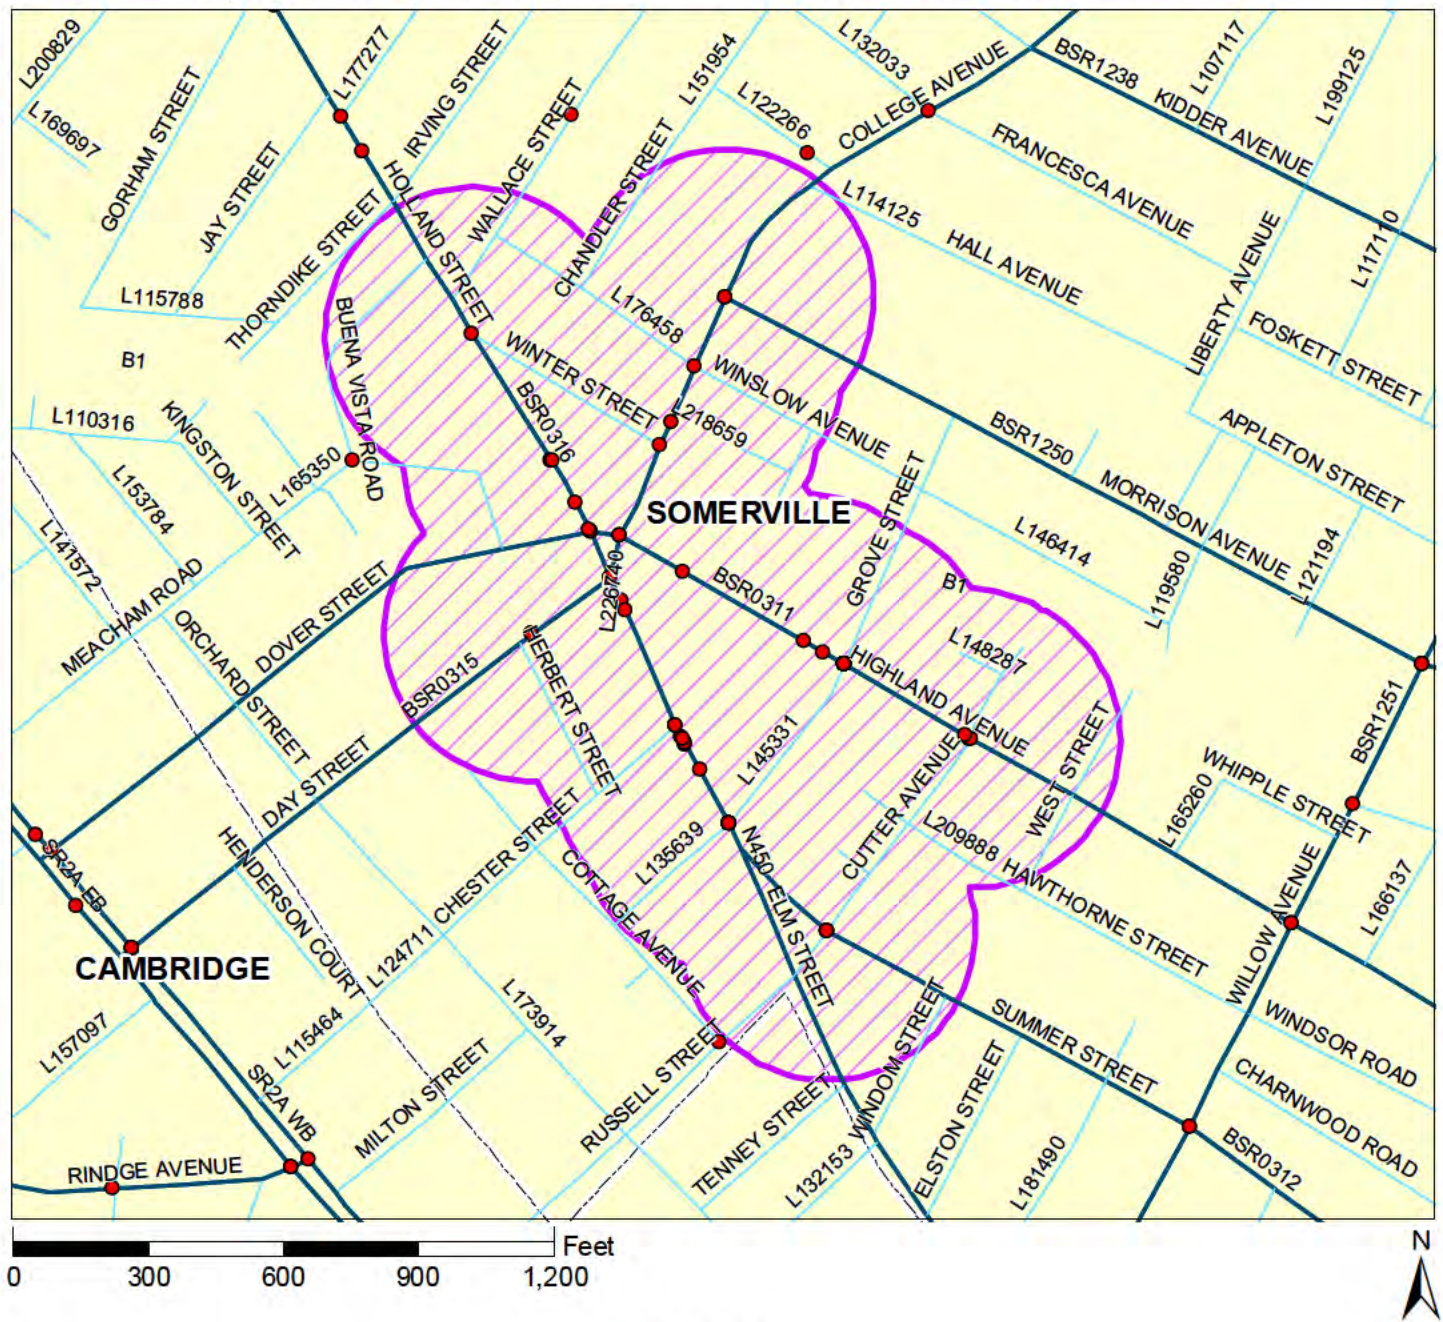 L200829
L177277
IRVING STREET
L151954
L132033
COLLEGE AVENUE
BSR1238
L107117
L199125
L169697
GORHAM STREET
WALLACE STREET
L122266
KIDDER AVENUE
JAY STREET
HOLLAND STREET
CHANDLER STREET
L114125
FRANCESCA AVENUE
THORNDIKE STREET
HALL AVENUE
LIBERTY AVENUE
L117110
L115788
BUENA VISTA ROAD
L176458
B1
WINTER STREET
WINSLOW AVENUE
FOSKETT STREET
L110316
KINGSTON STREET
BSR0316
L218659
BSR1250
APPLETON STREET
L153784
L165350
SOMERVILLE
GROVE STREET
MORRISON AVENUE
L141572
L146414
L121194
MEACHAM ROAD
DOVER STREET
L226740
BSR0311
B1
L119580
ORCHARD STREET
BSR0315
HERBERT STREET
HIGHLAND AVENUE
L148287
BSR1251
DAY STREET
L145331
CUTTER AVENUE
WEST STREET
WHIPPLE STREET
L165260
SR2A EB
HENDERSON COURT
CHESTER STREET
L135639
N450
ELM STREET
L209888
HAWTHORNE STREET
L166137
COTTAGE AVENUE
L124711
CAMBRIDGE
WILLOW AVENUE
L157097
L115464
L173914
WINDOM STREET
SUMMER STREET
WINDSOR ROAD
SR2A WB
MILTON STREET
RUSSELL STREET
TENNEY STREET
ELSTON STREET
CHARNWOOD ROAD
RINDGE AVENUE
L132153
L181490
BSR0312
Feet
N
0 300 600 900 1,200